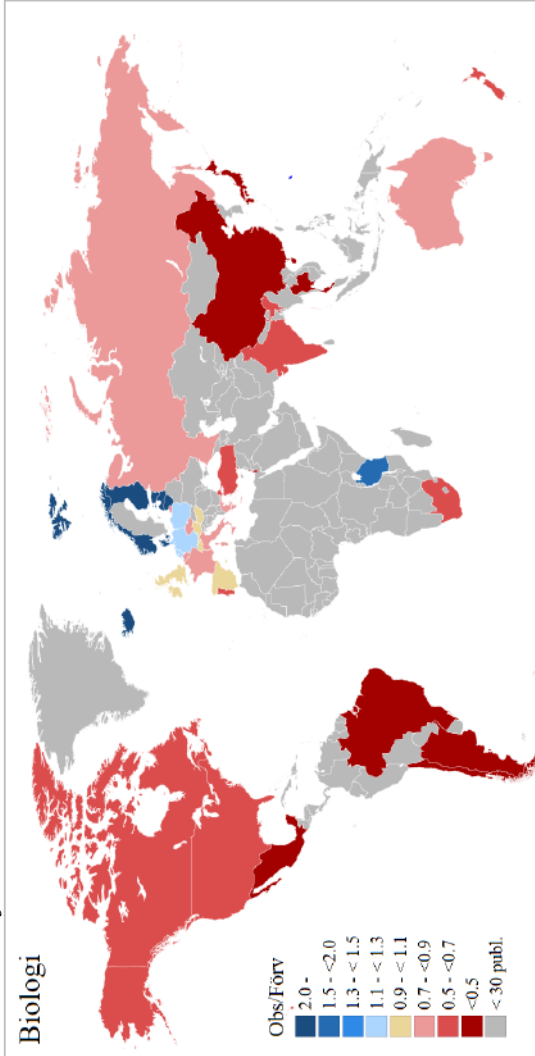 Biologi
Obs/Förv
2.0 -
1.5 - <2.0
1.3 - < 1.5
1.1 - < 1.3
0.9 - < 1.1
0.7 - <0.9
0.5 - <0.7
<0.5
< 30 publ.